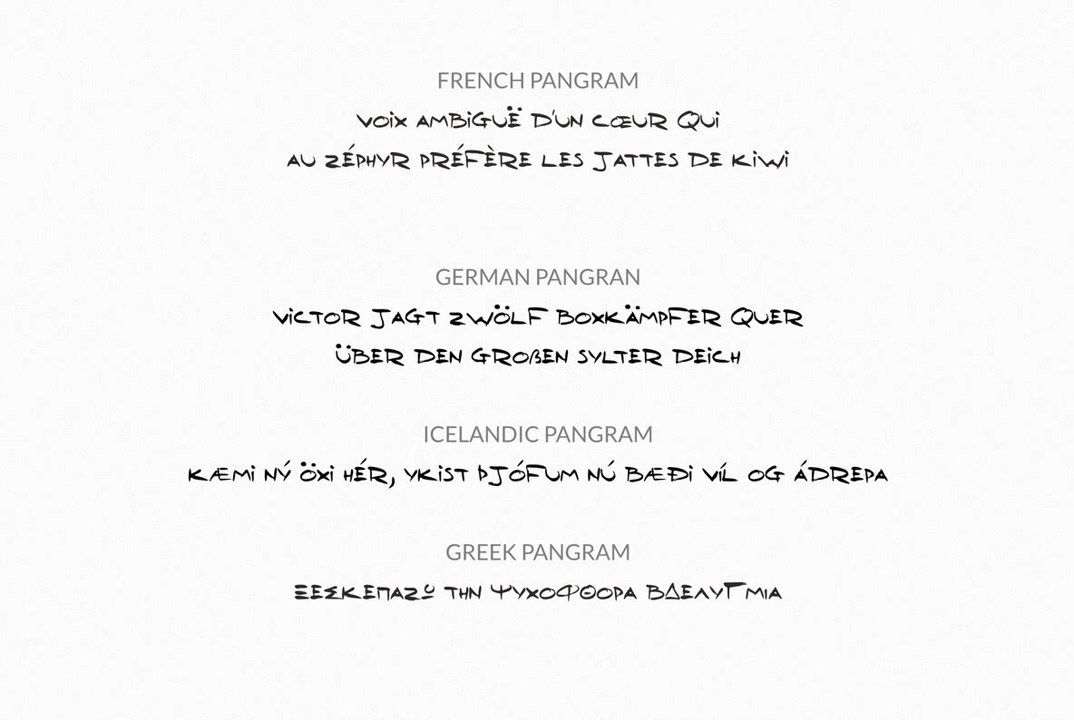 FRENCH PANGRAM
VOiX AMBiGUË D'UN CŒUR QUi
AU ZÉPHYR PRÉFÈRE LES JATTES DE KiWi
GERMAN PANGRAN
ViCTOR JAGT ZWÖLF BOXKÄMPFER QUER
ÜBER DEN GROßEN SYLTER DEiCH
ICELANDIC PANGRAM
KÆMi NÝ ÖXi HÉR, YKiST ÞJÓFUM NÚ BÆÐi VÍL OG ÁDREPA
GREEK PANGRAM
ΞΕΣΚΕΠΑΖΩ ΤΗΝ ΨΥΧΟΦΘΟΡΑ ΒΔΕΛΥΓΜΙΑ